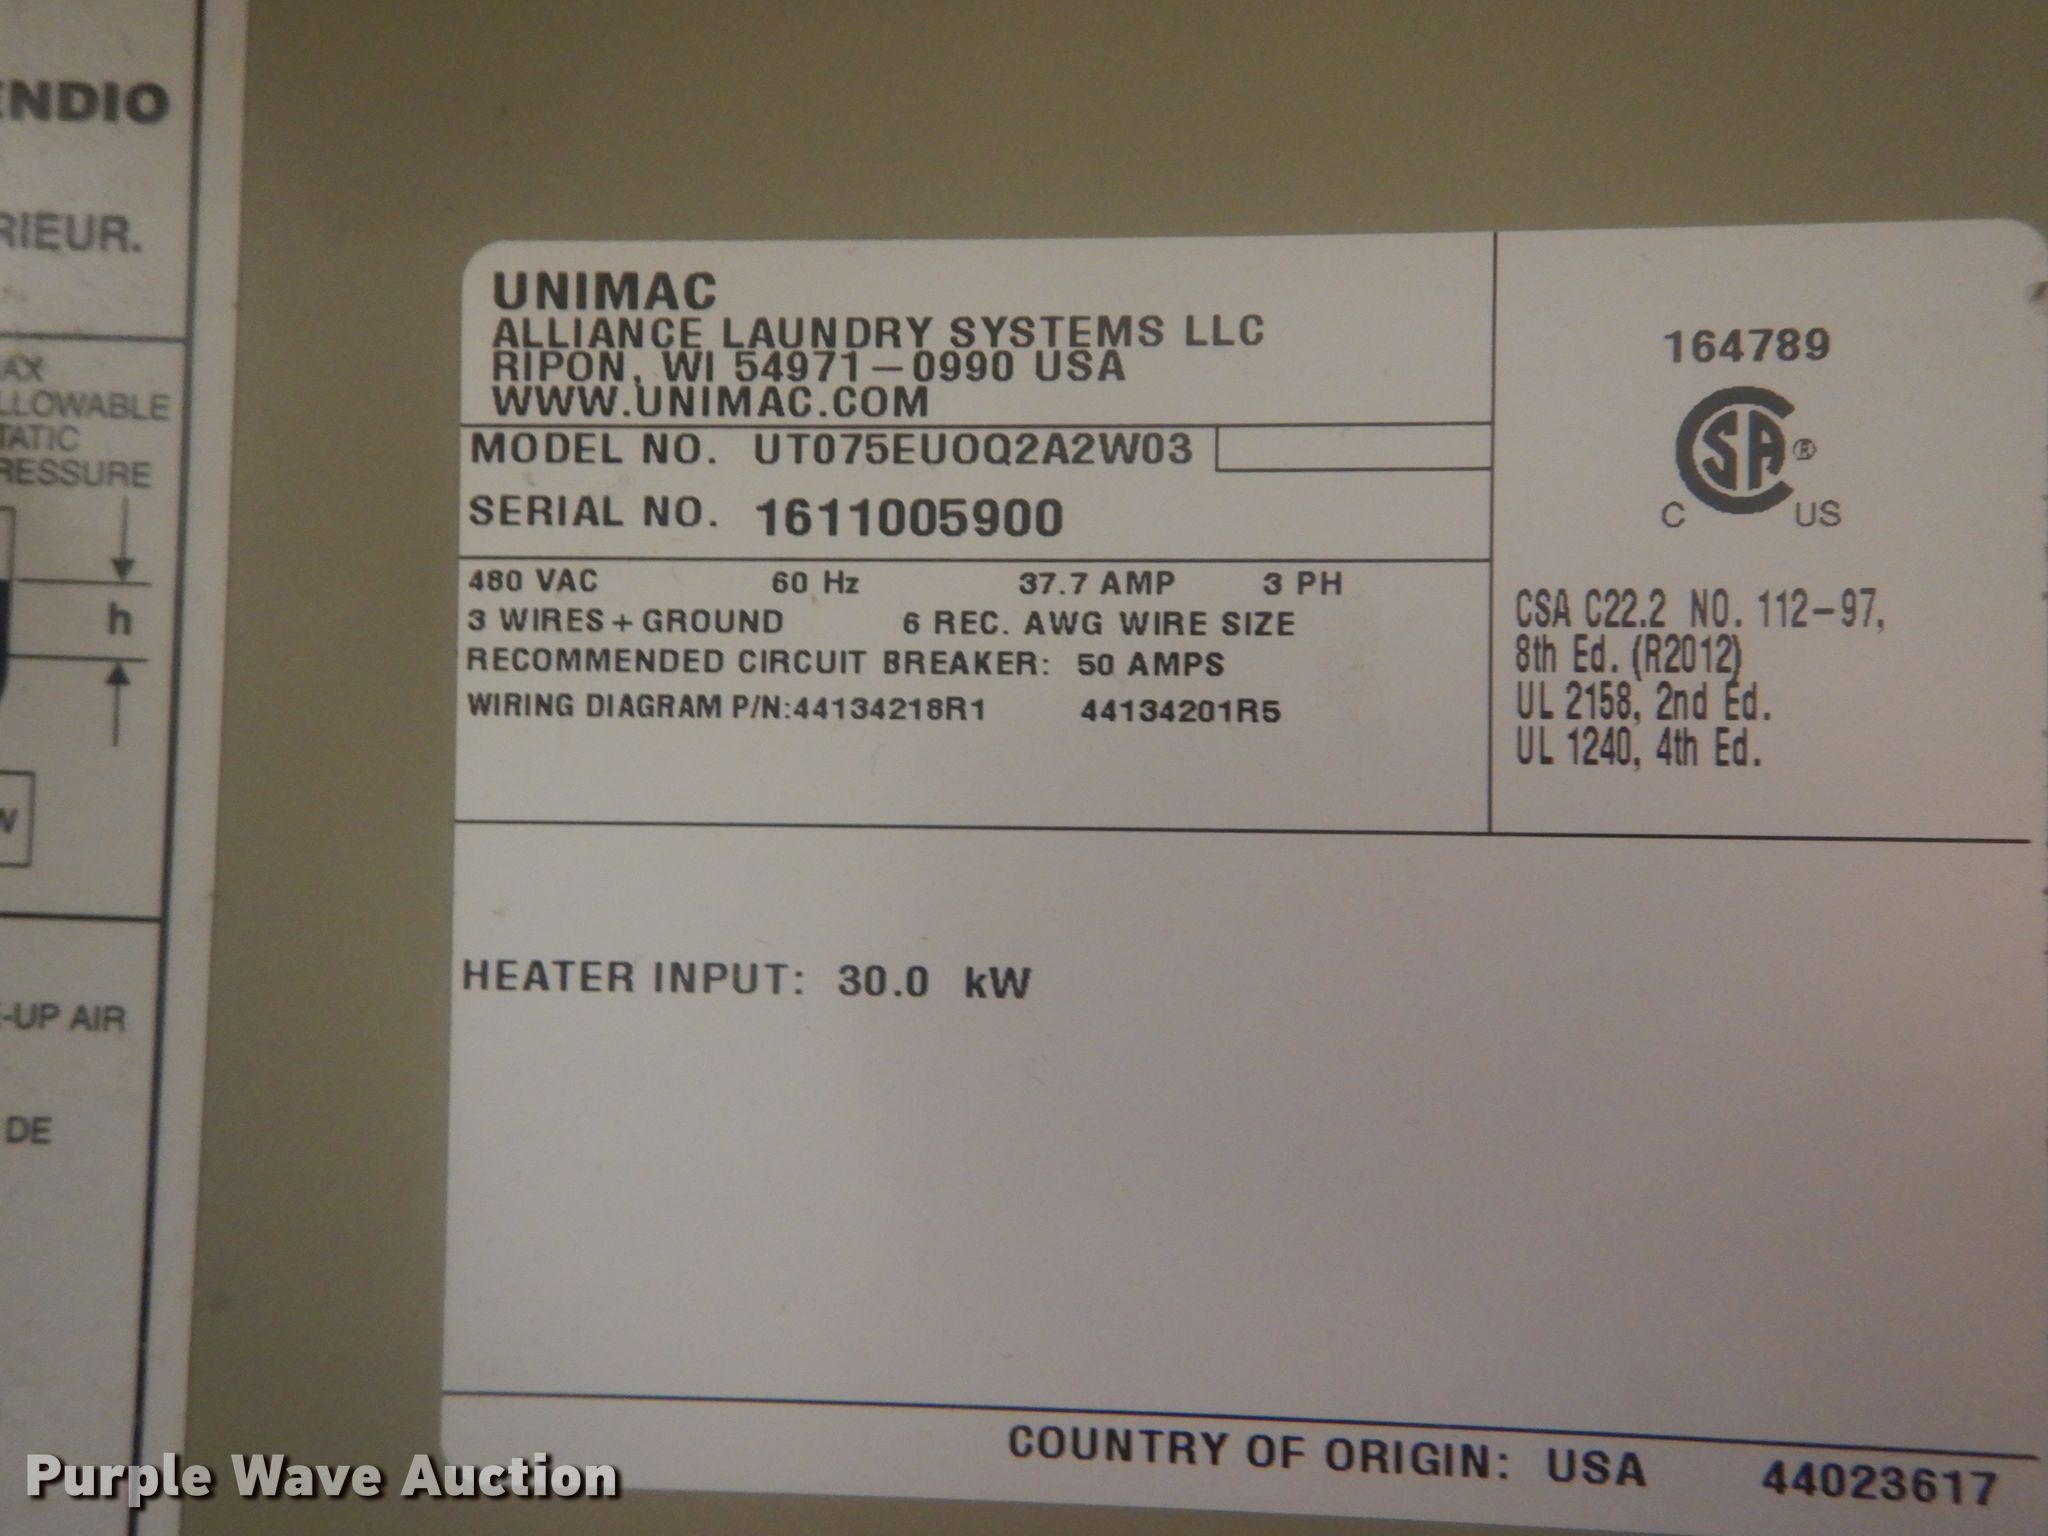 ENDIO
RIEUR.
AX
LLOWABLE
TATIC
RESSURE
h
W
-UP AIR
DE
UNIMAC
ALLIANCE LAUNDRY SYSTEMS LLC
RIPON, WI 54971-0990 USA
WWW.UNIMAC.COM
MODEL NO. UT075EUOQ2A2W03
SERIAL NO. 1611005900
480 VAC 60 Hz 37.7 AMP 3 PH
3 WIRES+GROUND 6 REC. AWG WIRE SIZE
RECOMMENDED CIRCUIT BREAKER: 50 AMPS
WIRING DIAGRAM P/N:44134218R1 44134201R5
164789
CSA ®
C US
CSA C22.2 NO. 112-97,
8th Ed. (R2012)
UL 2158, 2nd Ed.
UL 1240, 4th Ed.
HEATER INPUT: 30.0 kW
COUNTRY OF ORIGIN: USA 44023617
Purple Wave Auction